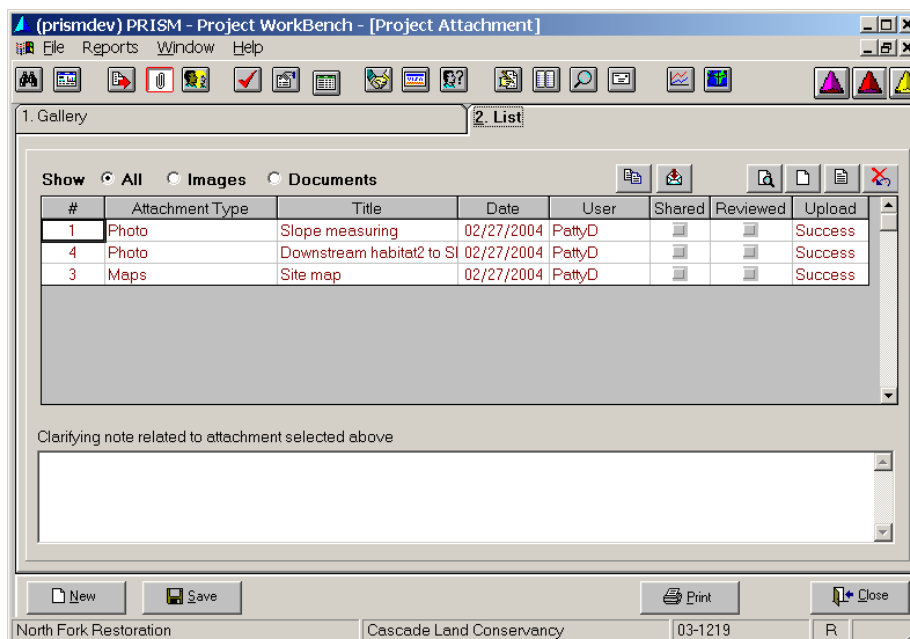 (prismdev) PRISM - Project WorkBench - [Project Attachment]
File Reports Window Help
1. Gallery 2. List
Show All Images Documents
# Attachment Type Title Date User Shared Reviewed Upload
1 Photo Slope measuring 02/27/2004 PattyD Success
4 Photo Downstream habitat2 to Sl 02/27/2004 PattyD Success
3 Maps Site map 02/27/2004 PattyD Success
Clarifying note related to attachment selected above
New Save Print Close
North Fork Restoration Cascade Land Conservancy 03-1219 R